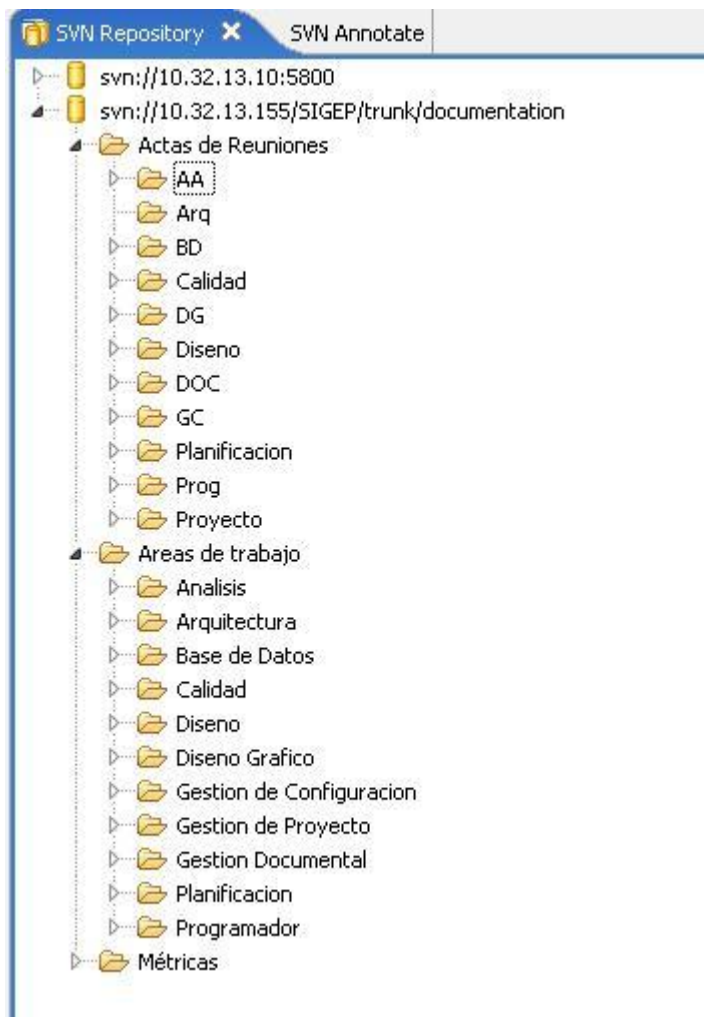 SVN Repository SVN Annotate
svn://10.32.13.10:5800
svn://10.32.13.155/SIGEP/trunk/documentation
Actas de Reuniones
AA
Arq
BD
Calidad
DG
Diseno
DOC
GC
Planificacion
Prog
Proyecto
Areas de trabajo
Analisis
Arquitectura
Base de Datos
Calidad
Diseno
Diseno Grafico
Gestion de Configuracion
Gestion de Proyecto
Gestion Documental
Planificacion
Programador
Métricas